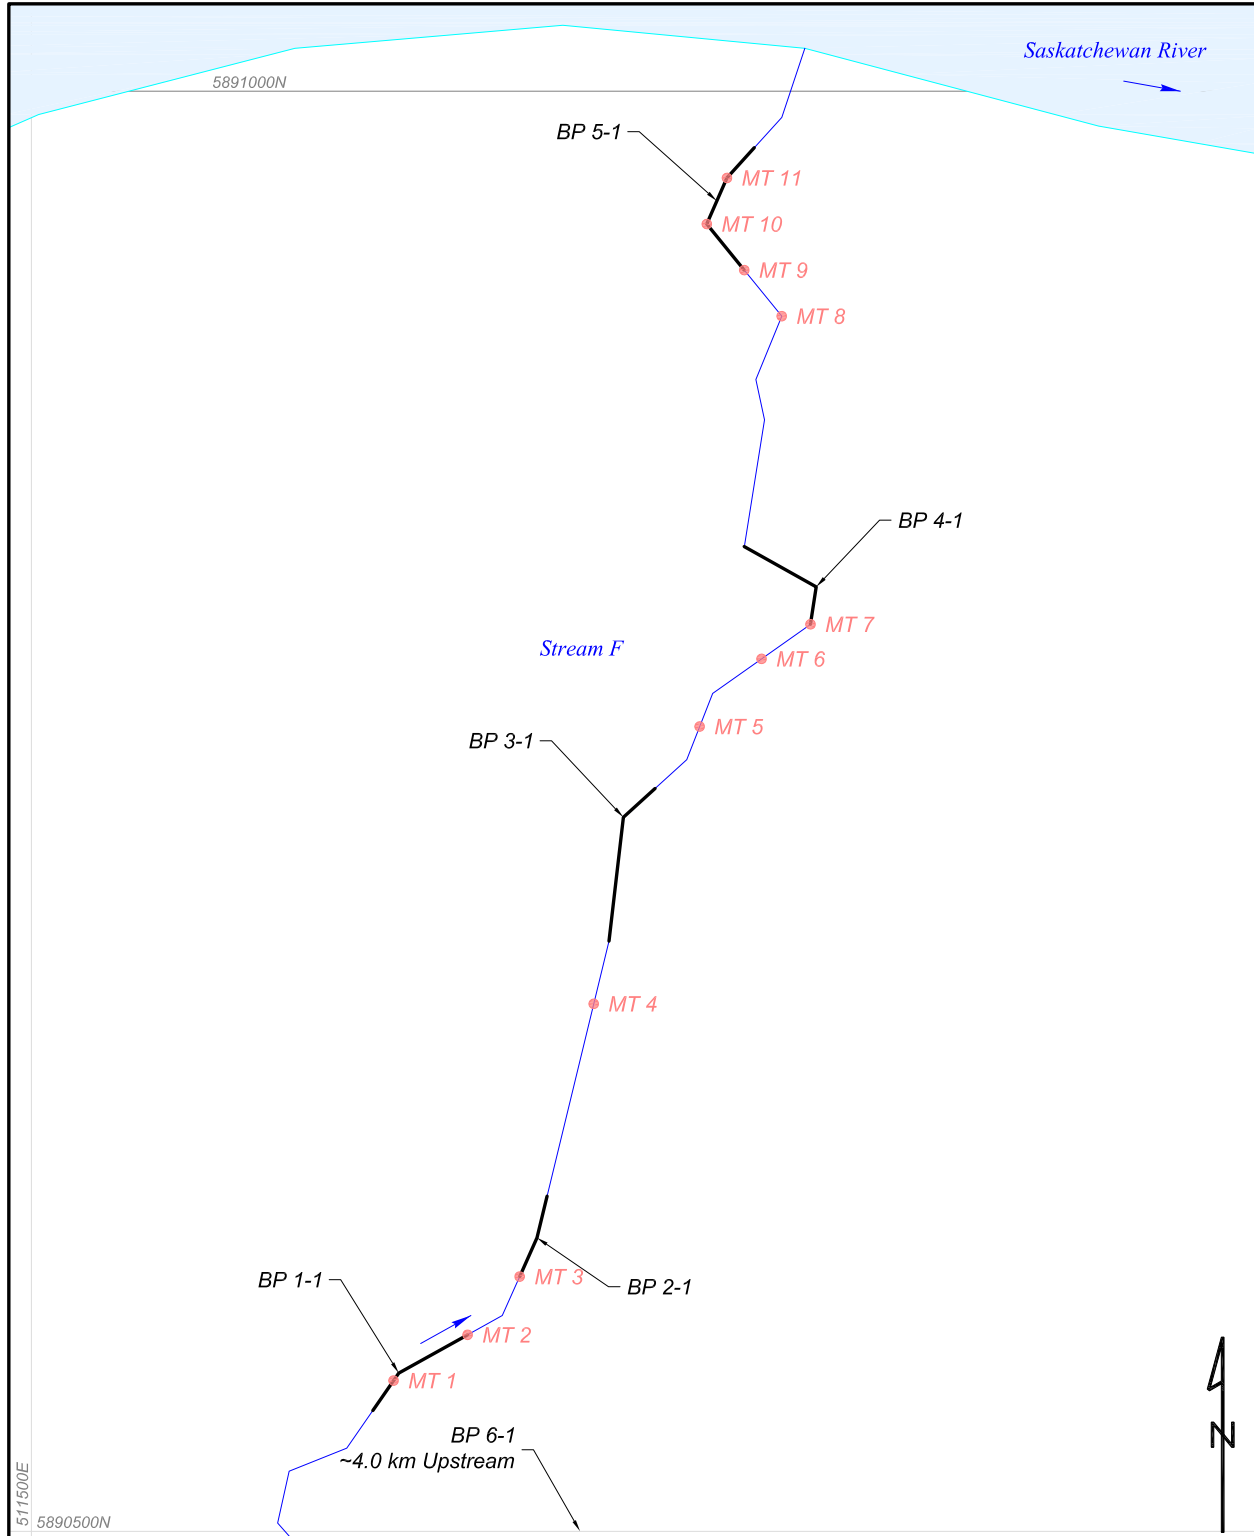 Saskatchewan River
5891000N
BP 5-1
MT 11
MT 10
MT 9
MT 8
BP 4-1
MT 7
Stream F
MT 6
MT 5
BP 3-1
MT 4
BP 1-1
MT 3
BP 2-1
MT 2
MT 1
BP 6-1
~4.0 km Upstream
N
511500E
5890500N